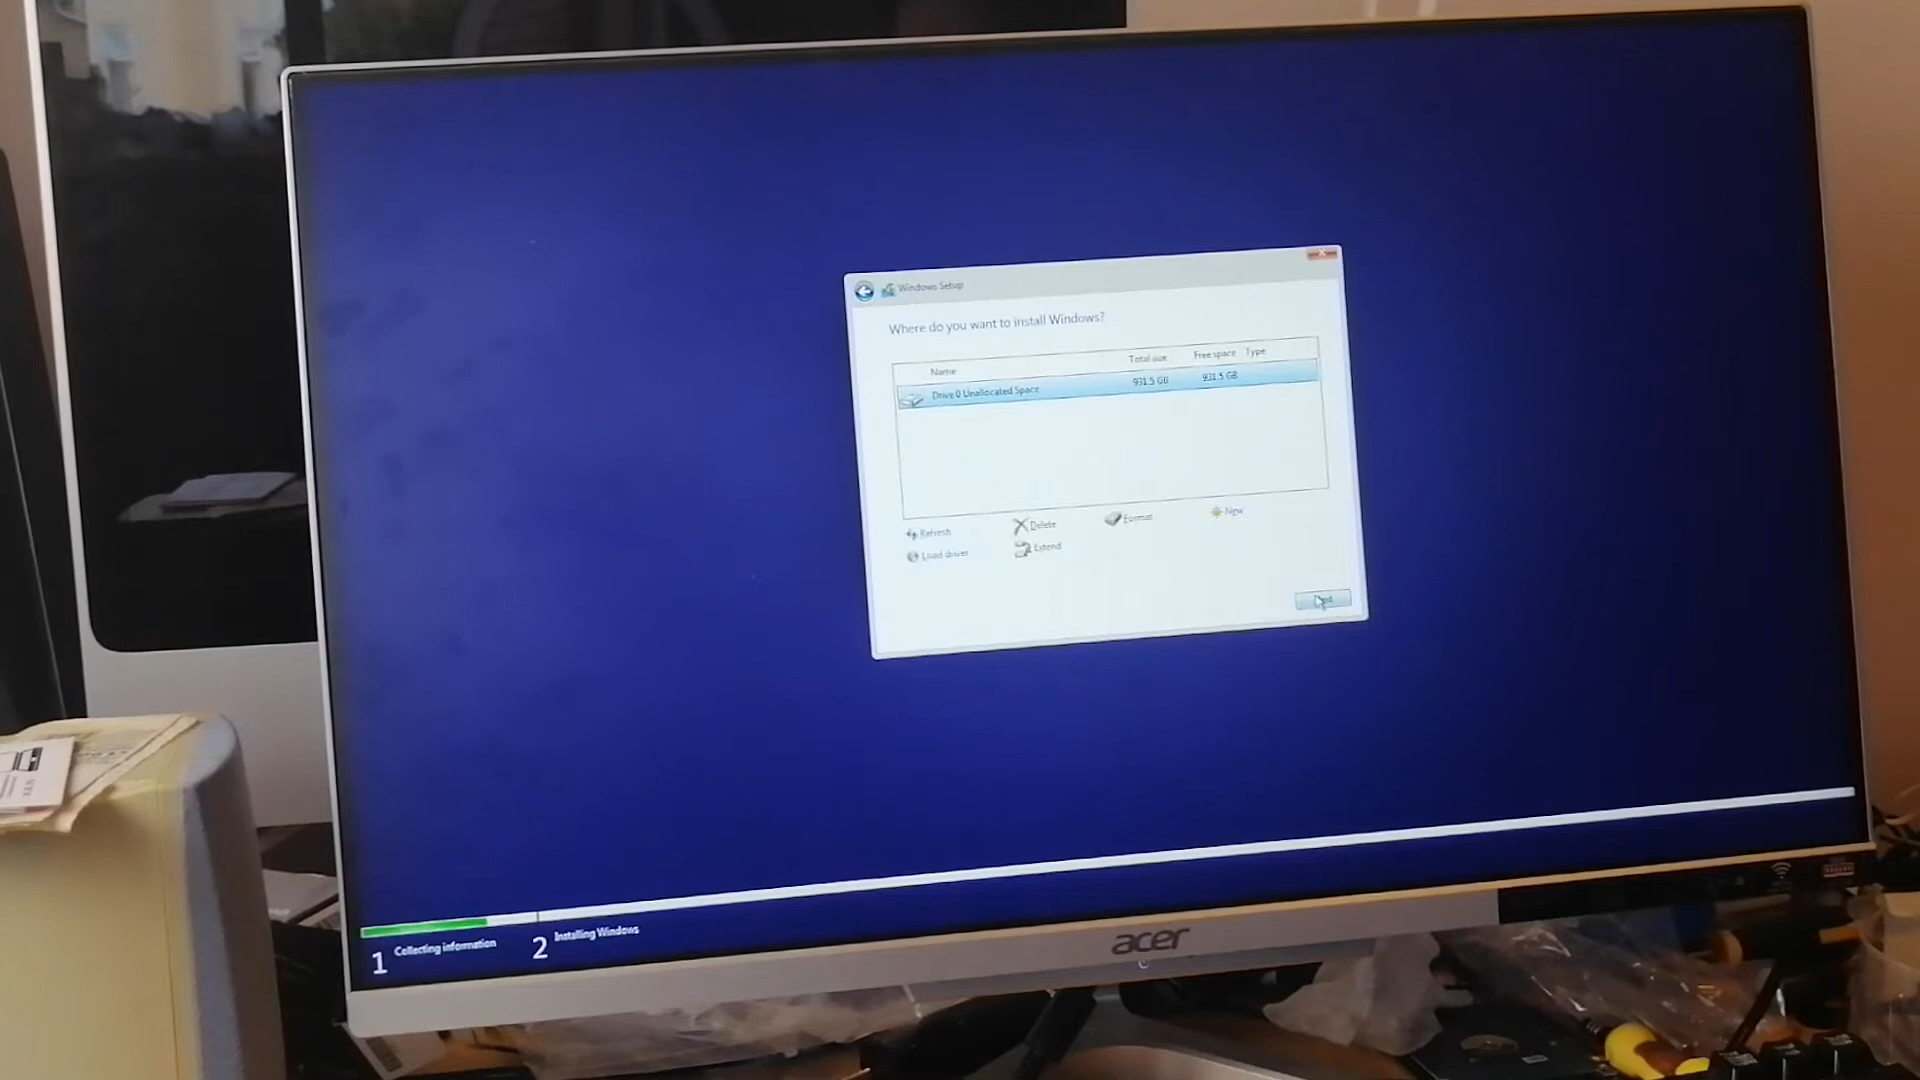 Windows Setup
Where do you want to install Windows?
Name Total size Free space Type
Drive 0 Unallocated Space 931.5 GB 931.5 GB
Refresh Delete Format New
Load driver Extend
Next
1 Collecting information 2 Installing Windows
acer